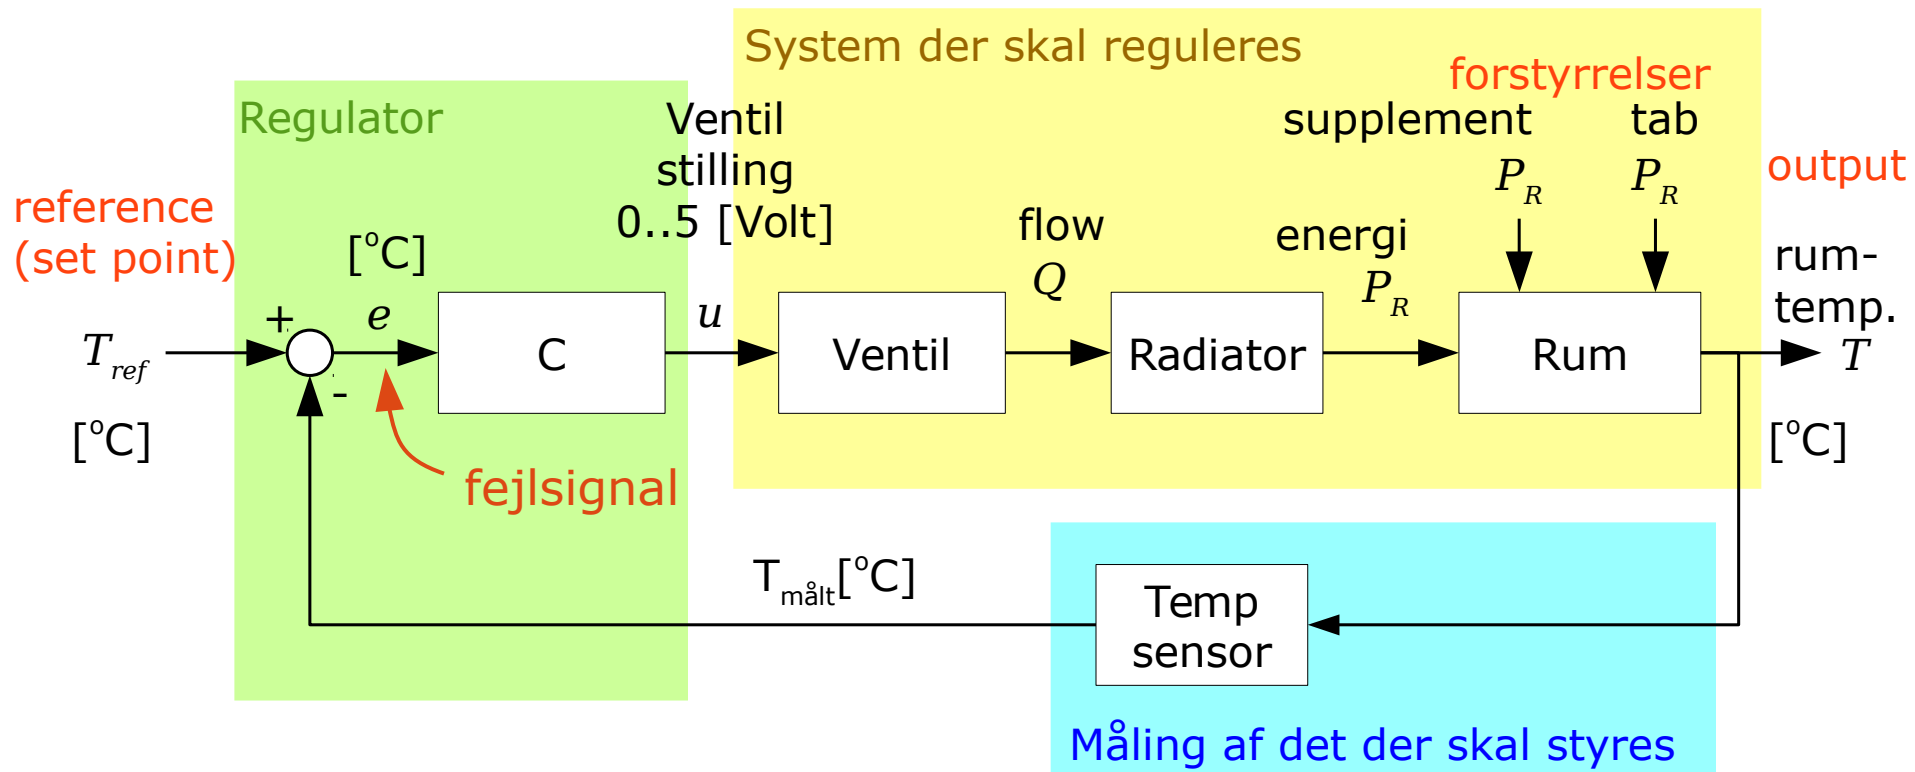 System der skal reguleres
forstyrrelser
Regulator
Ventil
stilling
0..5 [Volt]
supplement
tab
P_R
P_R
output
reference
(set point)
[°C]
flow
Q
energi
P_R
rum-
temp.
T
+
e
u
T_ref
-
C
Ventil
Radiator
Rum
[°C]
[°C]
fejlsignal
T_målt[°C]
Temp
sensor
Måling af det der skal styres